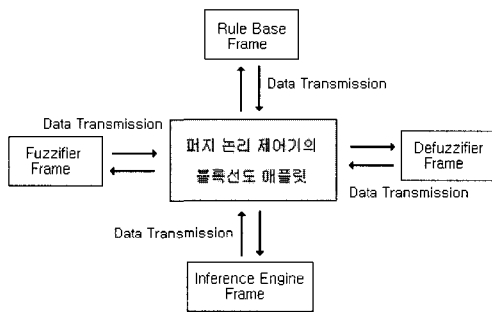 Rule Base
Frame
Data Transmission
Data Transmission
Fuzzifier
Frame
퍼지 논리 제어기의
블록선도 애플릿
Defuzzifier
Frame
Data Transmission
Data Transmission
Inference Engine
Frame